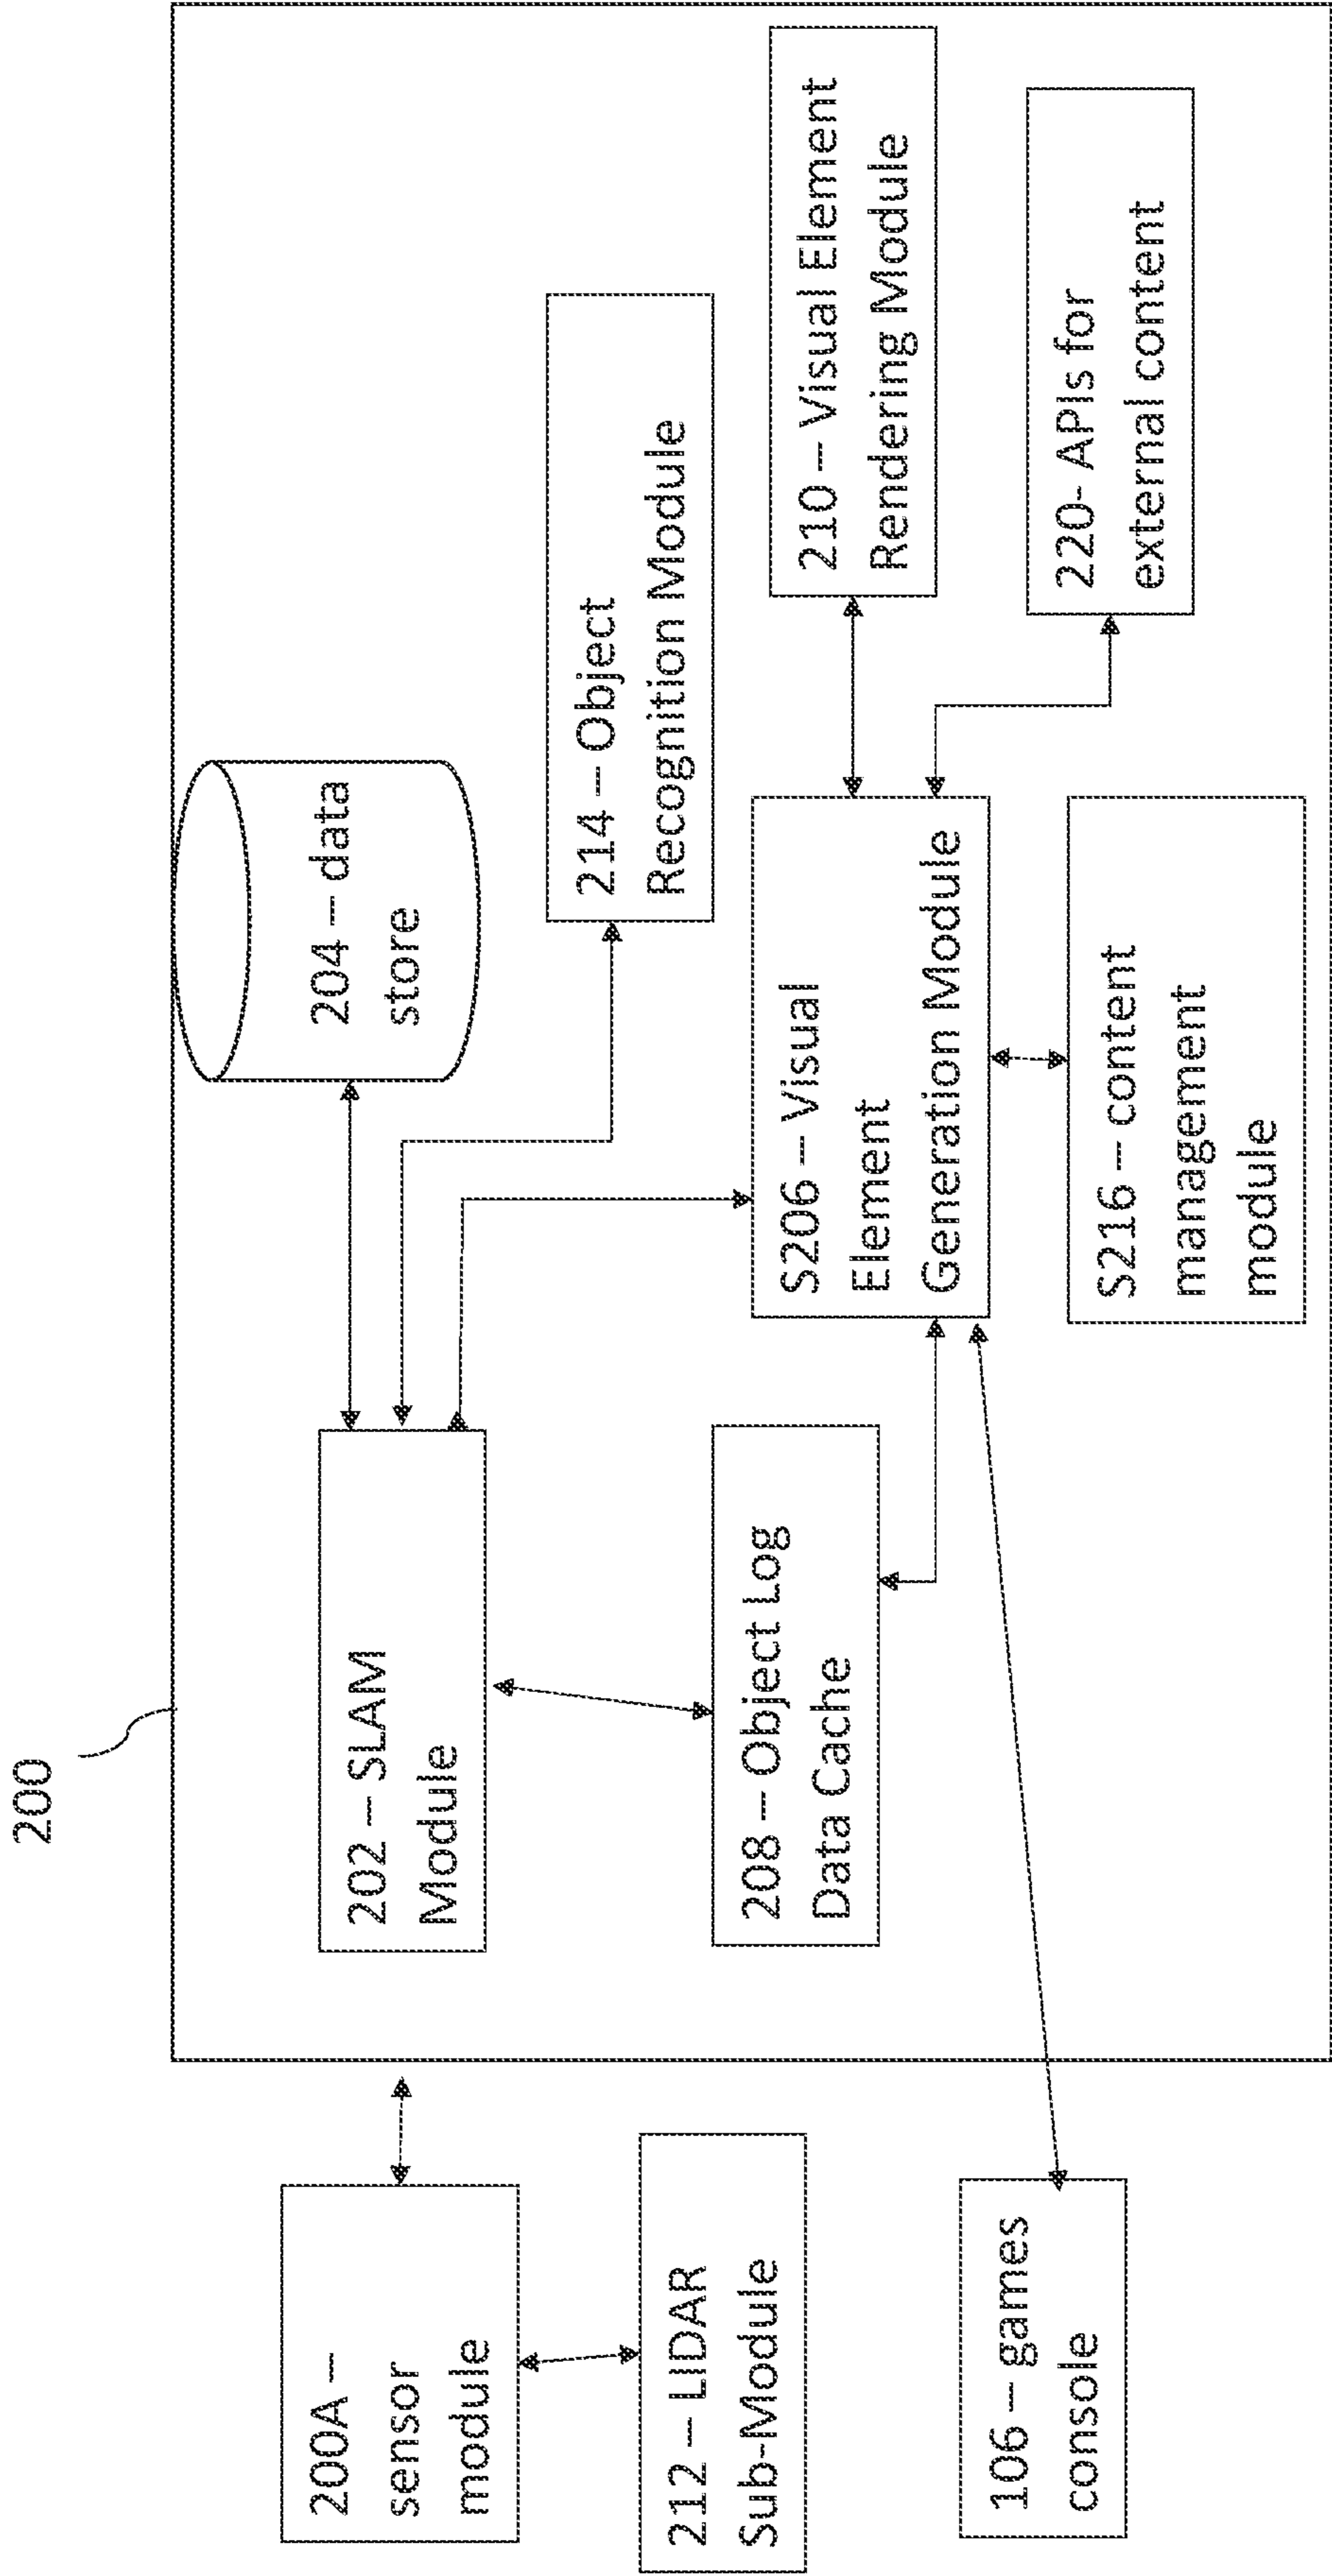 200
200A –
sensor
module
212 – LIDAR
Sub-Module
106 – games
console
202 – SLAM
Module
208 – Object Log
Data Cache
204 – data
store
214 – Object
Recognition Module
S206 – Visual
Element
Generation Module
S216 – content
management
module
210 – Visual Element
Rendering Module
220- APIs for
external content